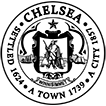 CHELSEA
SETTLED 1624
A TOWN 1739
A CITY 1857